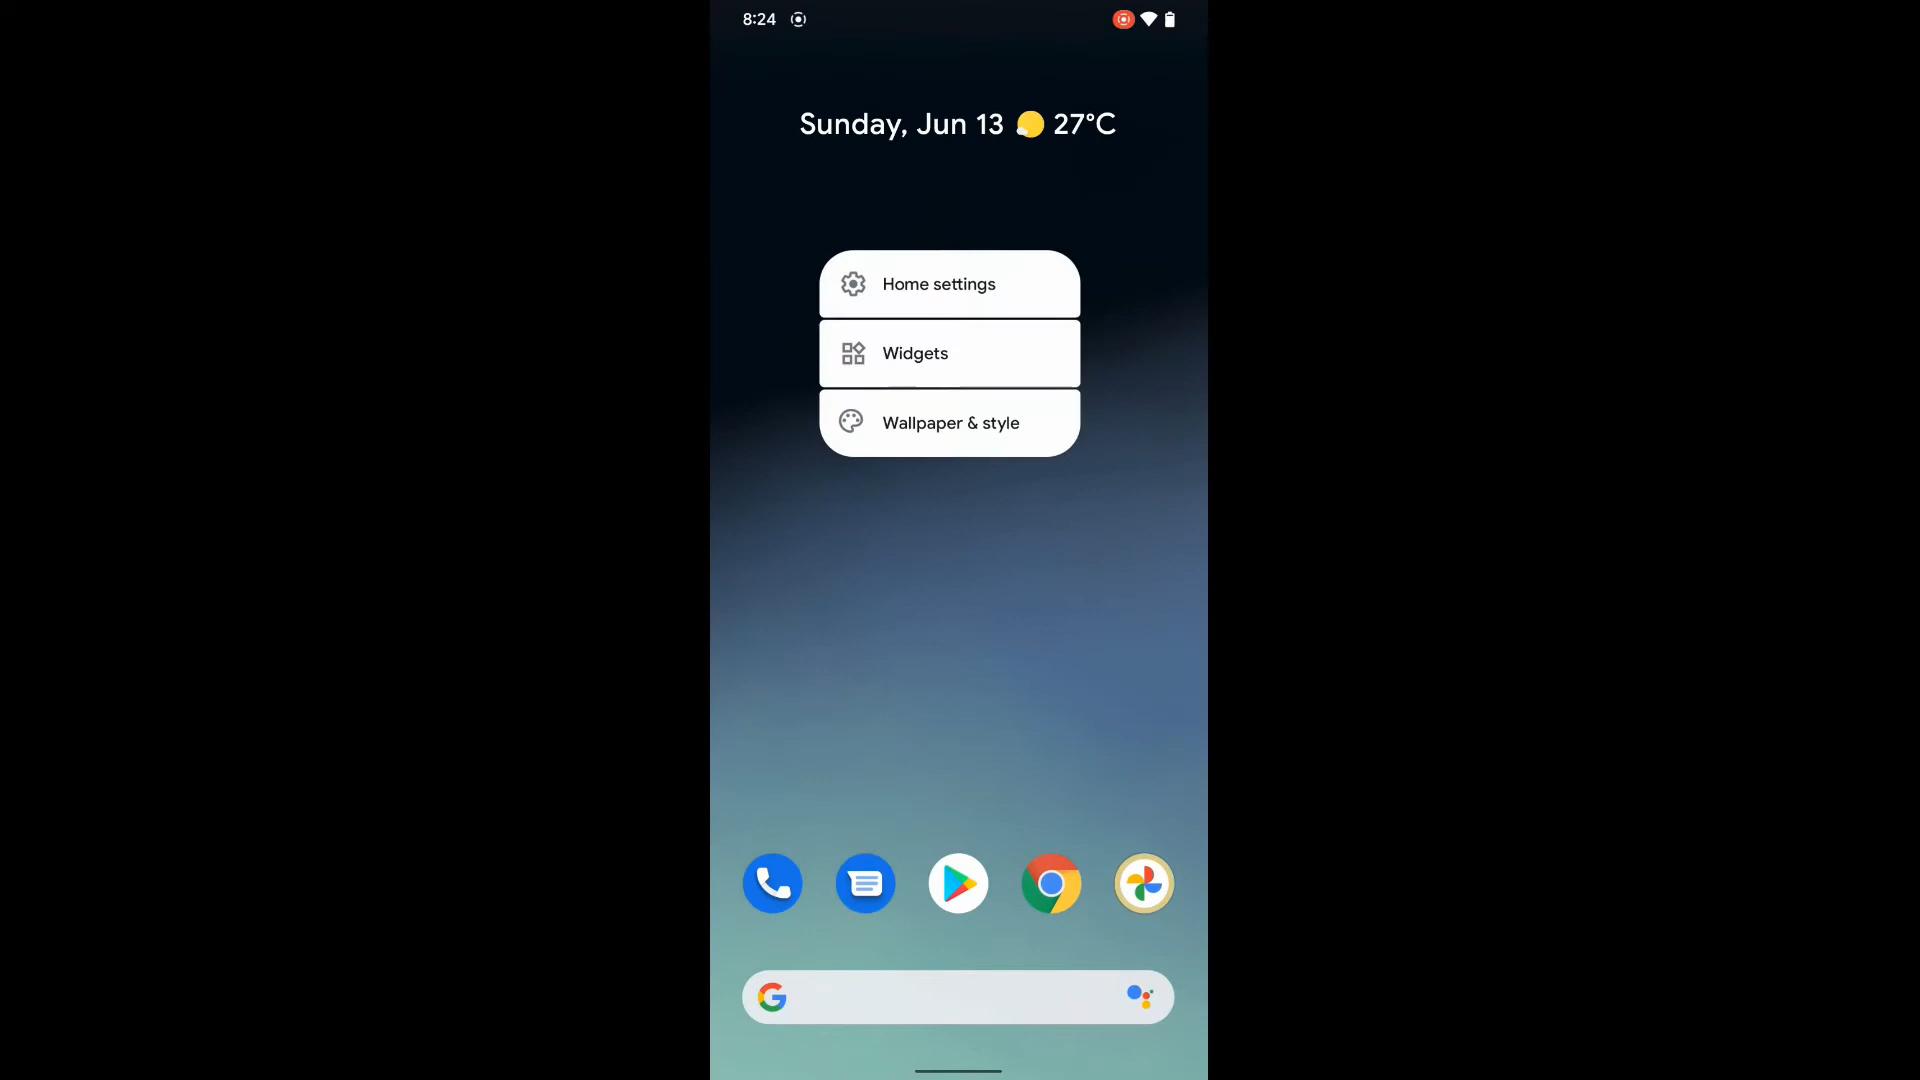 8:24
Sunday, Jun 13 27°C
Home settings
Widgets
Wallpaper & style